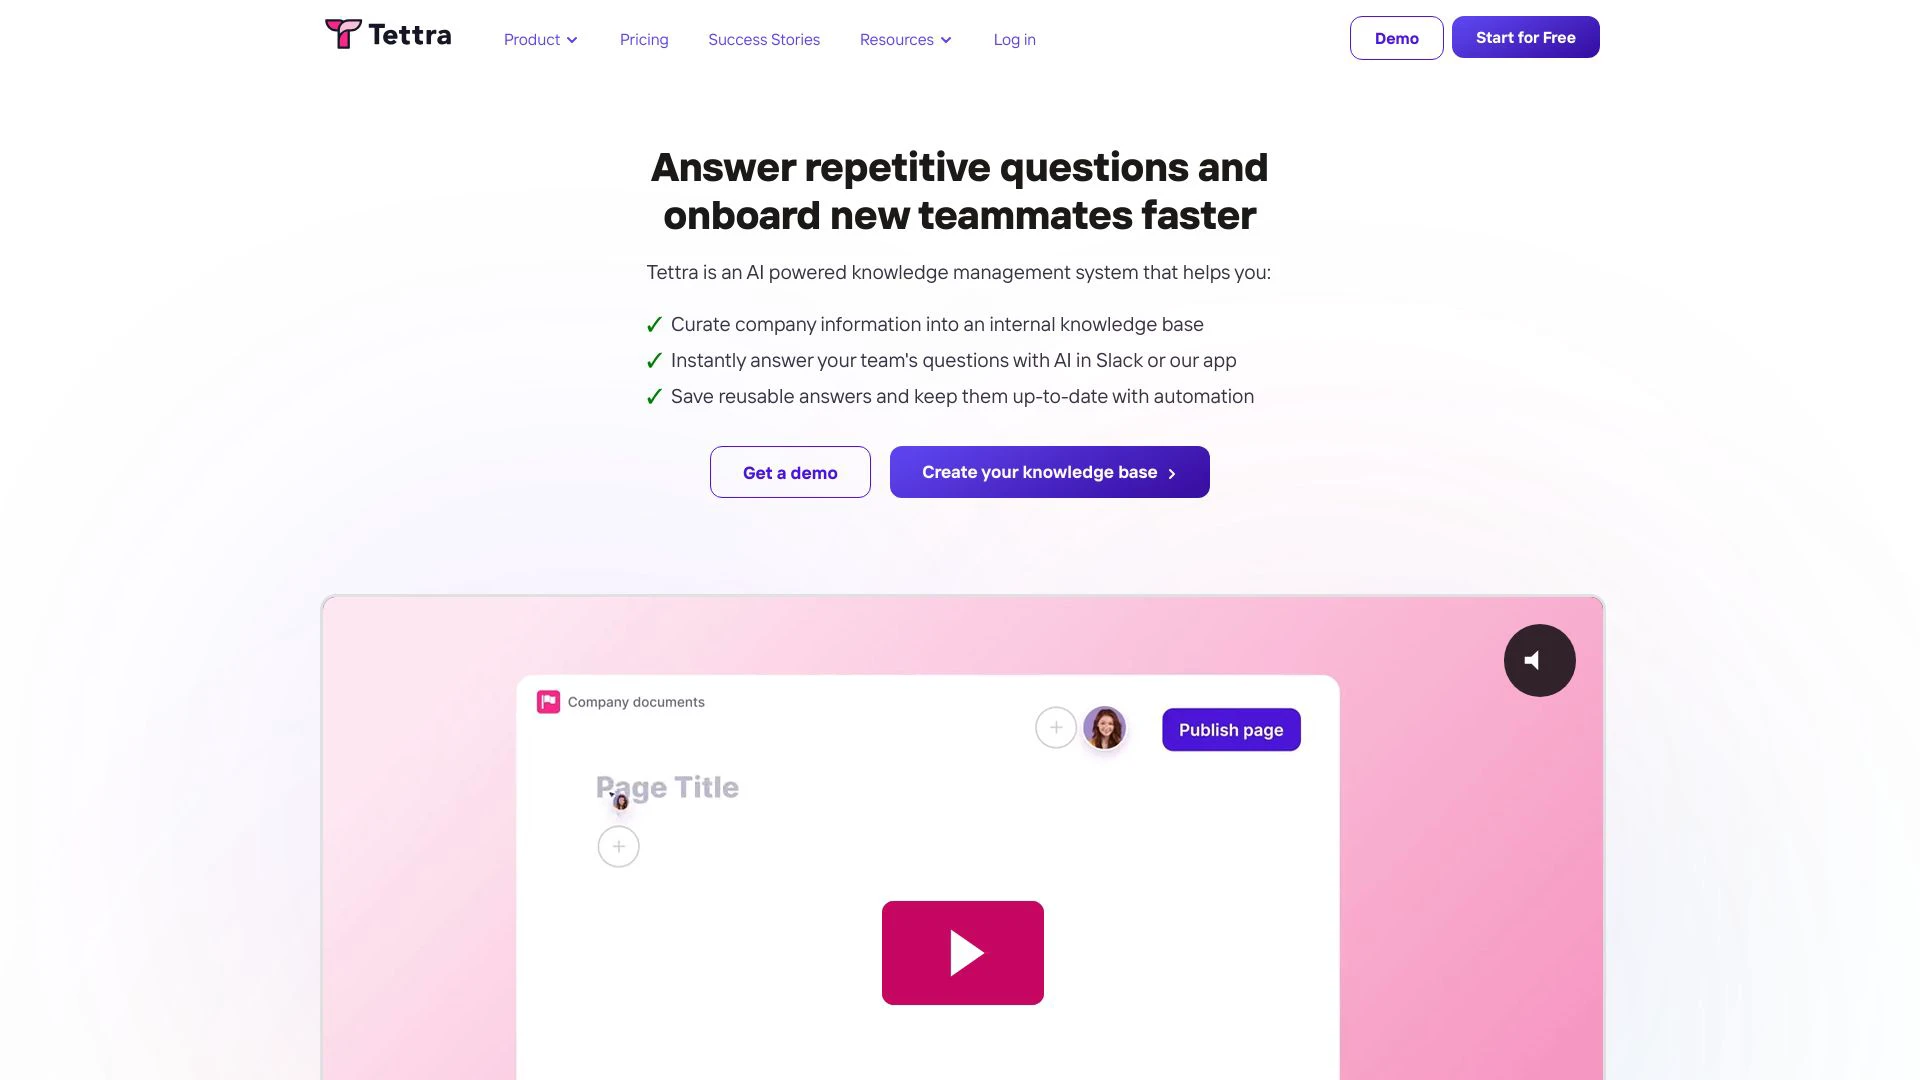 Tettra
Product
Pricing
Success Stories
Resources
Log in
Demo
Start for Free
Answer repetitive questions and
onboard new teammates faster
Tettra is an AI powered knowledge management system that helps you:
✓ Curate company information into an internal knowledge base
✓ Instantly answer your team's questions with AI in Slack or our app
✓ Save reusable answers and keep them up-to-date with automation
Get a demo
Create your knowledge base
Company documents
Publish page
Page Title